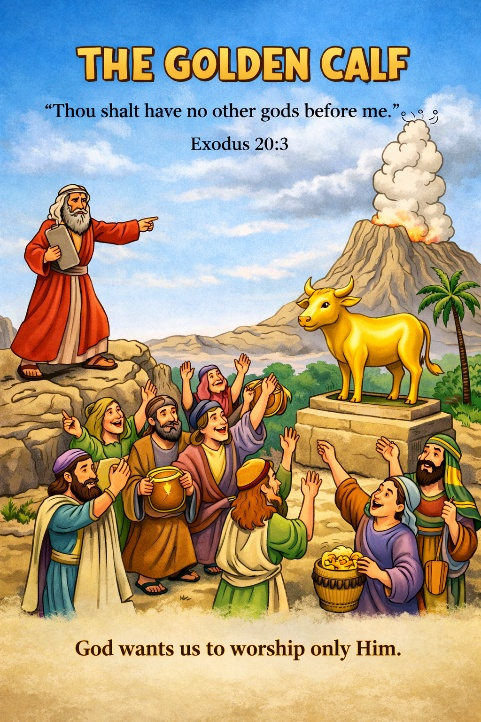 THE GOLDEN CALF
“Thou shalt have no other gods before me.”
Exodus 20:3
God wants us to worship only Him.